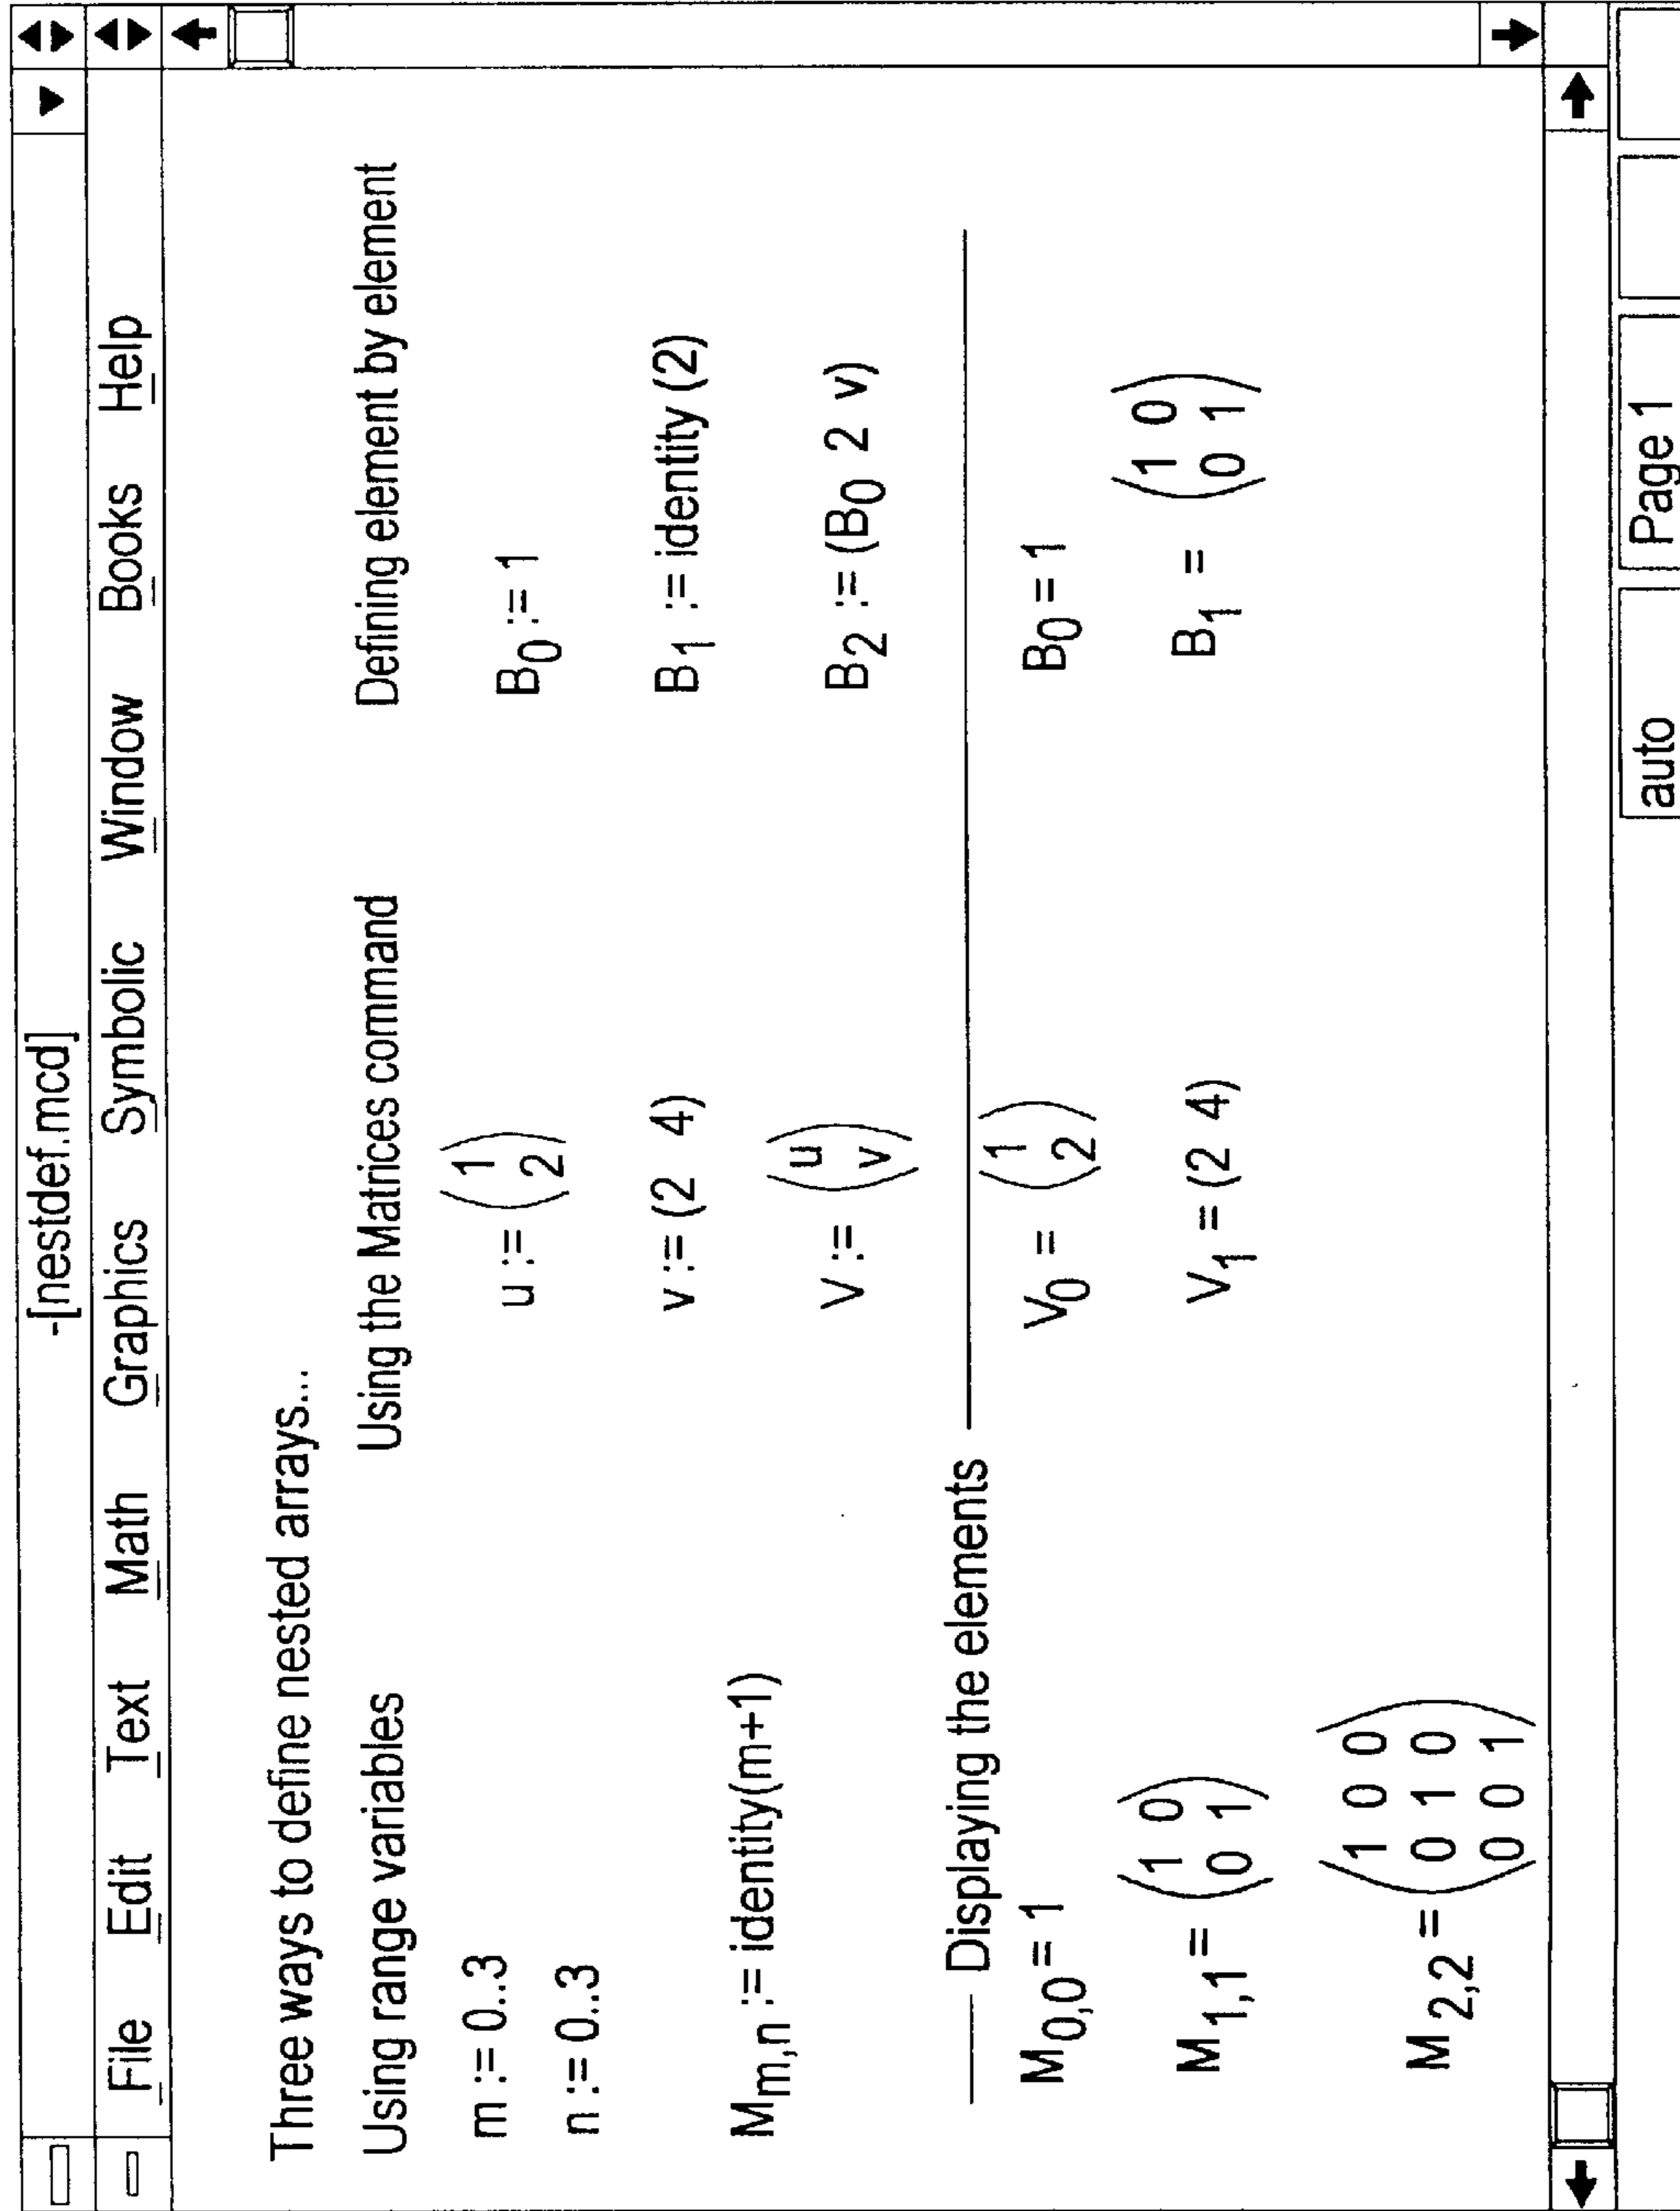 -[nestdef.mcd]
File Edit Text Math Graphics Symbolic Window Books Help
Three ways to define nested arrays...
Using range variables Using the Matrices command Defining element by element
m := 0..3 u := (1 2) B0 := 1
n := 0..3
v := (2 4) B1 := identity (2)
Mm,n := identity(m+1)
V := (u v) B2 := (B0 2 v)
Displaying the elements
M0,0 = 1 V0 = (1 2) B0 = 1
M1,1 = (1 0 0 1) V1 = (2 4) B1 = (1 0 0 1)
M2,2 = (1 0 0 0 1 0 0 0 1)
auto Page 1